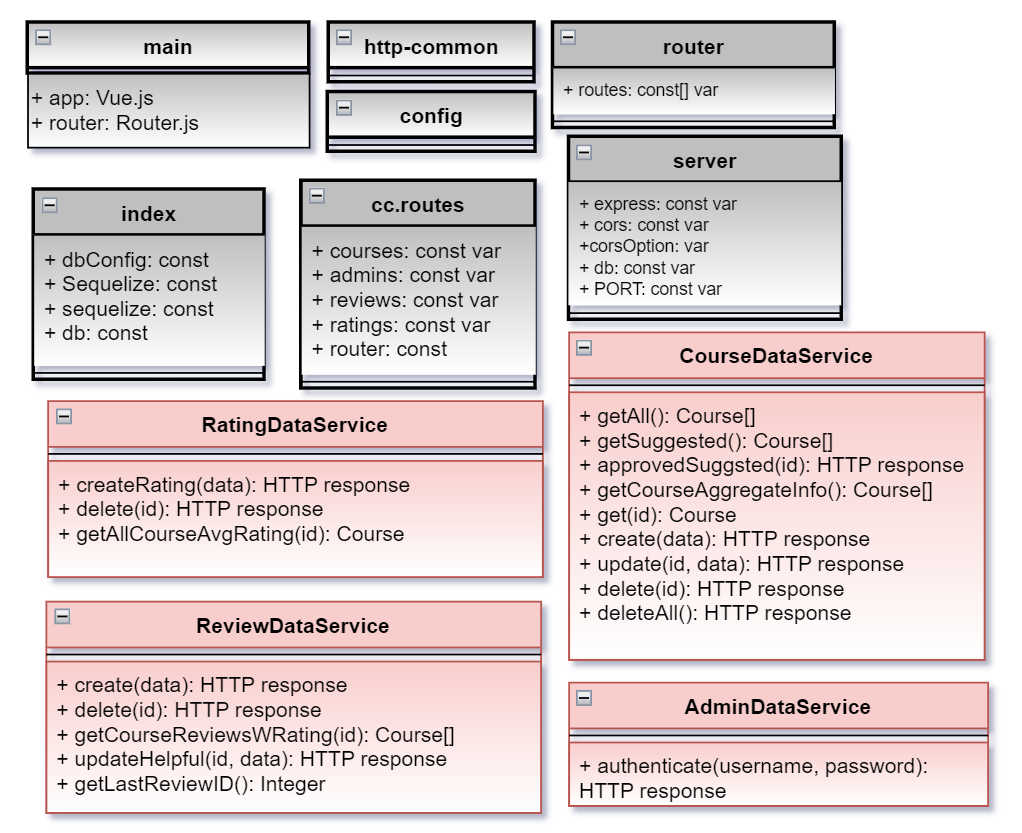 main
+ app: Vue.js
+ router: Router.js
http-common
config
router
+ routes: const[] var
server
+ express: const var
+ cors: const var
+corsOption: var
+ db: const var
+ PORT: const var
index
+ dbConfig: const
+ Sequelize: const
+ sequelize: const
+ db: const
cc.routes
+ courses: const var
+ admins: const var
+ reviews: const var
+ ratings: const var
+ router: const
CourseDataService
+ getAll(): Course[]
+ getSuggested(): Course[]
+ approvedSuggsted(id): HTTP response
+ getCourseAggregateInfo(): Course[]
+ get(id): Course
+ create(data): HTTP response
+ update(id, data): HTTP response
+ delete(id): HTTP response
+ deleteAll(): HTTP response
RatingDataService
+ createRating(data): HTTP response
+ delete(id): HTTP response
+ getAllCourseAvgRating(id): Course
ReviewDataService
+ create(data): HTTP response
+ delete(id): HTTP response
+ getCourseReviewsWRating(id): Course[]
+ updateHelpful(id, data): HTTP response
+ getLastReviewID(): Integer
AdminDataService
+ authenticate(username, password):
HTTP response